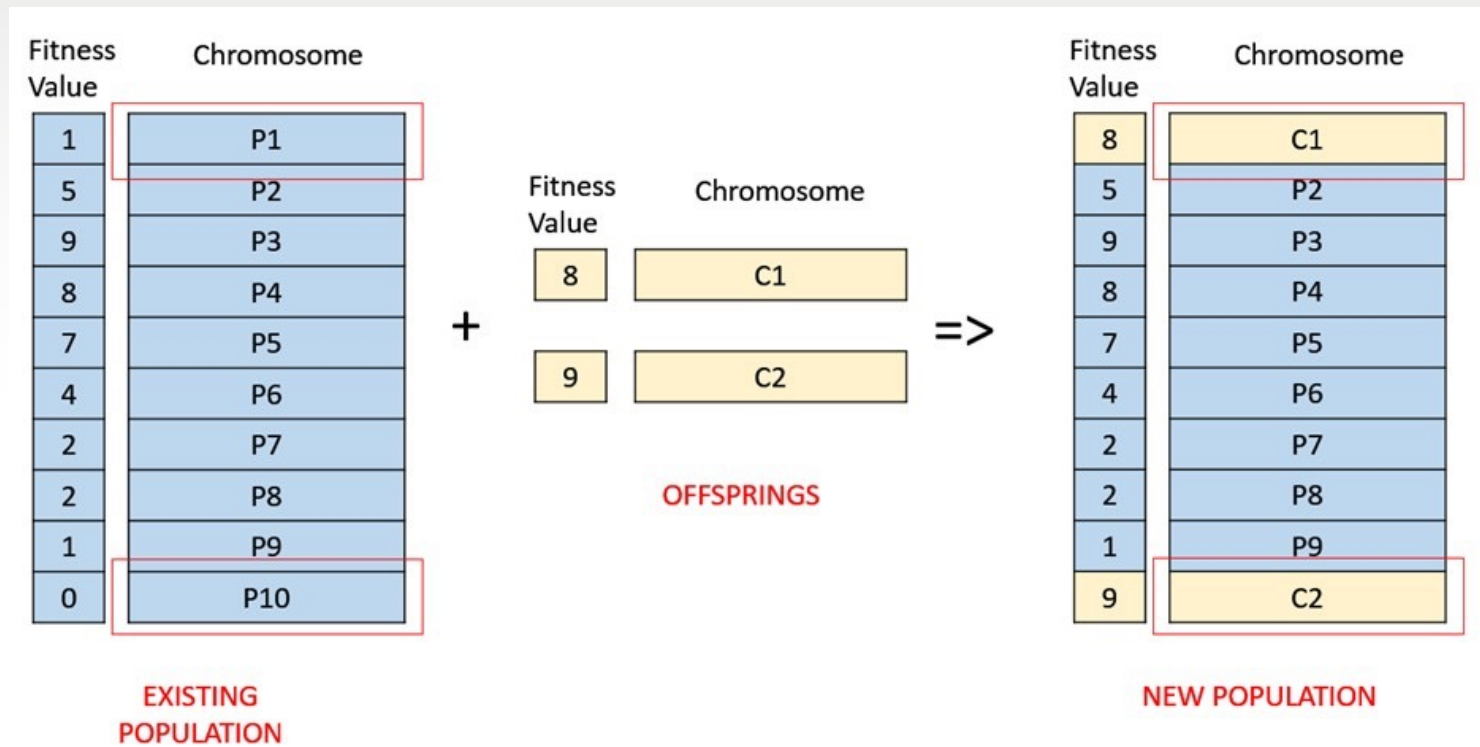 Fitness Value Chromosome
1 P1
5 P2
9 P3
8 P4
7 P5
4 P6
2 P7
2 P8
1 P9
0 P10
EXISTING
POPULATION
+
Fitness Value Chromosome
8 C1
9 C2
OFFSPRINGS
=>
Fitness Value Chromosome
8 C1
5 P2
9 P3
8 P4
7 P5
4 P6
2 P7
2 P8
1 P9
9 C2
NEW POPULATION